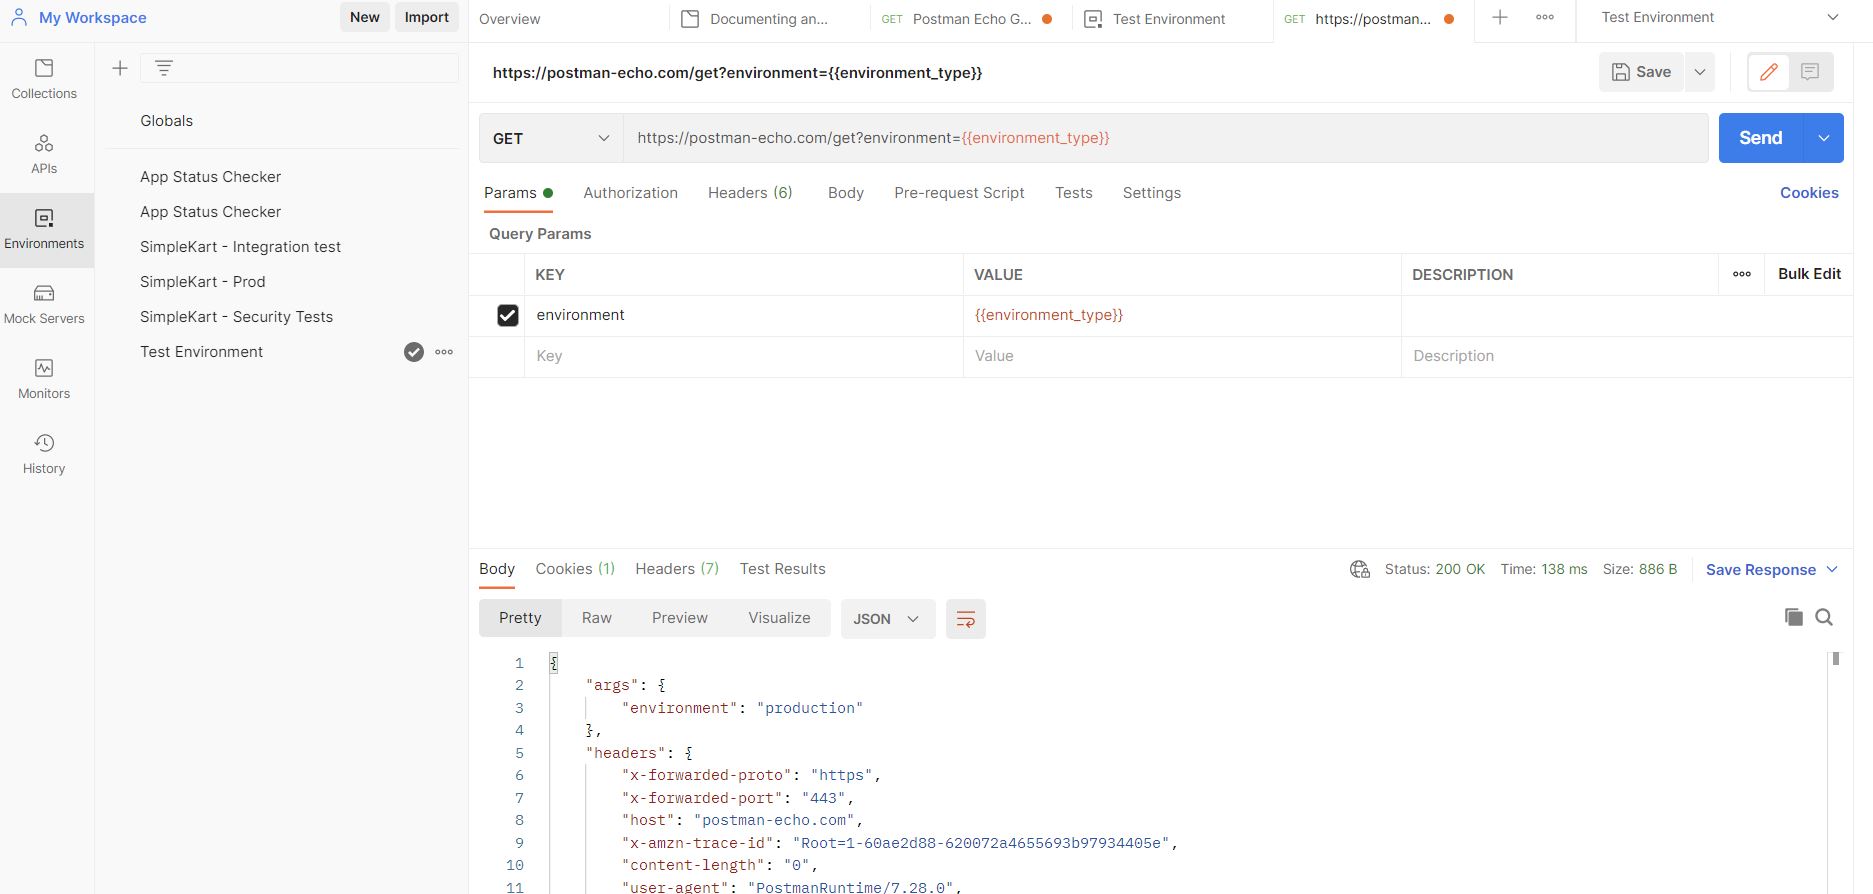 My Workspace New Import
Overview Documenting an... GET Postman Echo G... Test Environment GET https://postman... Test Environment
Collections
APIs
Environments
Mock Servers
Monitors
History
Globals
App Status Checker
App Status Checker
SimpleKart - Integration test
SimpleKart - Prod
SimpleKart - Security Tests
Test Environment
https://postman-echo.com/get?environment={{environment_type}} Save
GET https://postman-echo.com/get?environment={{environment_type}} Send
Params Authorization Headers (6) Body Pre-request Script Tests Settings Cookies
Query Params
KEY VALUE DESCRIPTION Bulk Edit
environment {{environment_type}}
Key Value Description
Body Cookies (1) Headers (7) Test Results Status: 200 OK Time: 138 ms Size: 886 B Save Response
Pretty Raw Preview Visualize JSON
1 {
2 "args": {
3 "environment": "production"
4 },
5 "headers": {
6 "x-forwarded-proto": "https",
7 "x-forwarded-port": "443",
8 "host": "postman-echo.com",
9 "x-amzn-trace-id": "Root=1-60ae2d88-620072a4655693b97934405e",
10 "content-length": "0",
11 "user-agent": "PostmanRuntime/7.28.0",